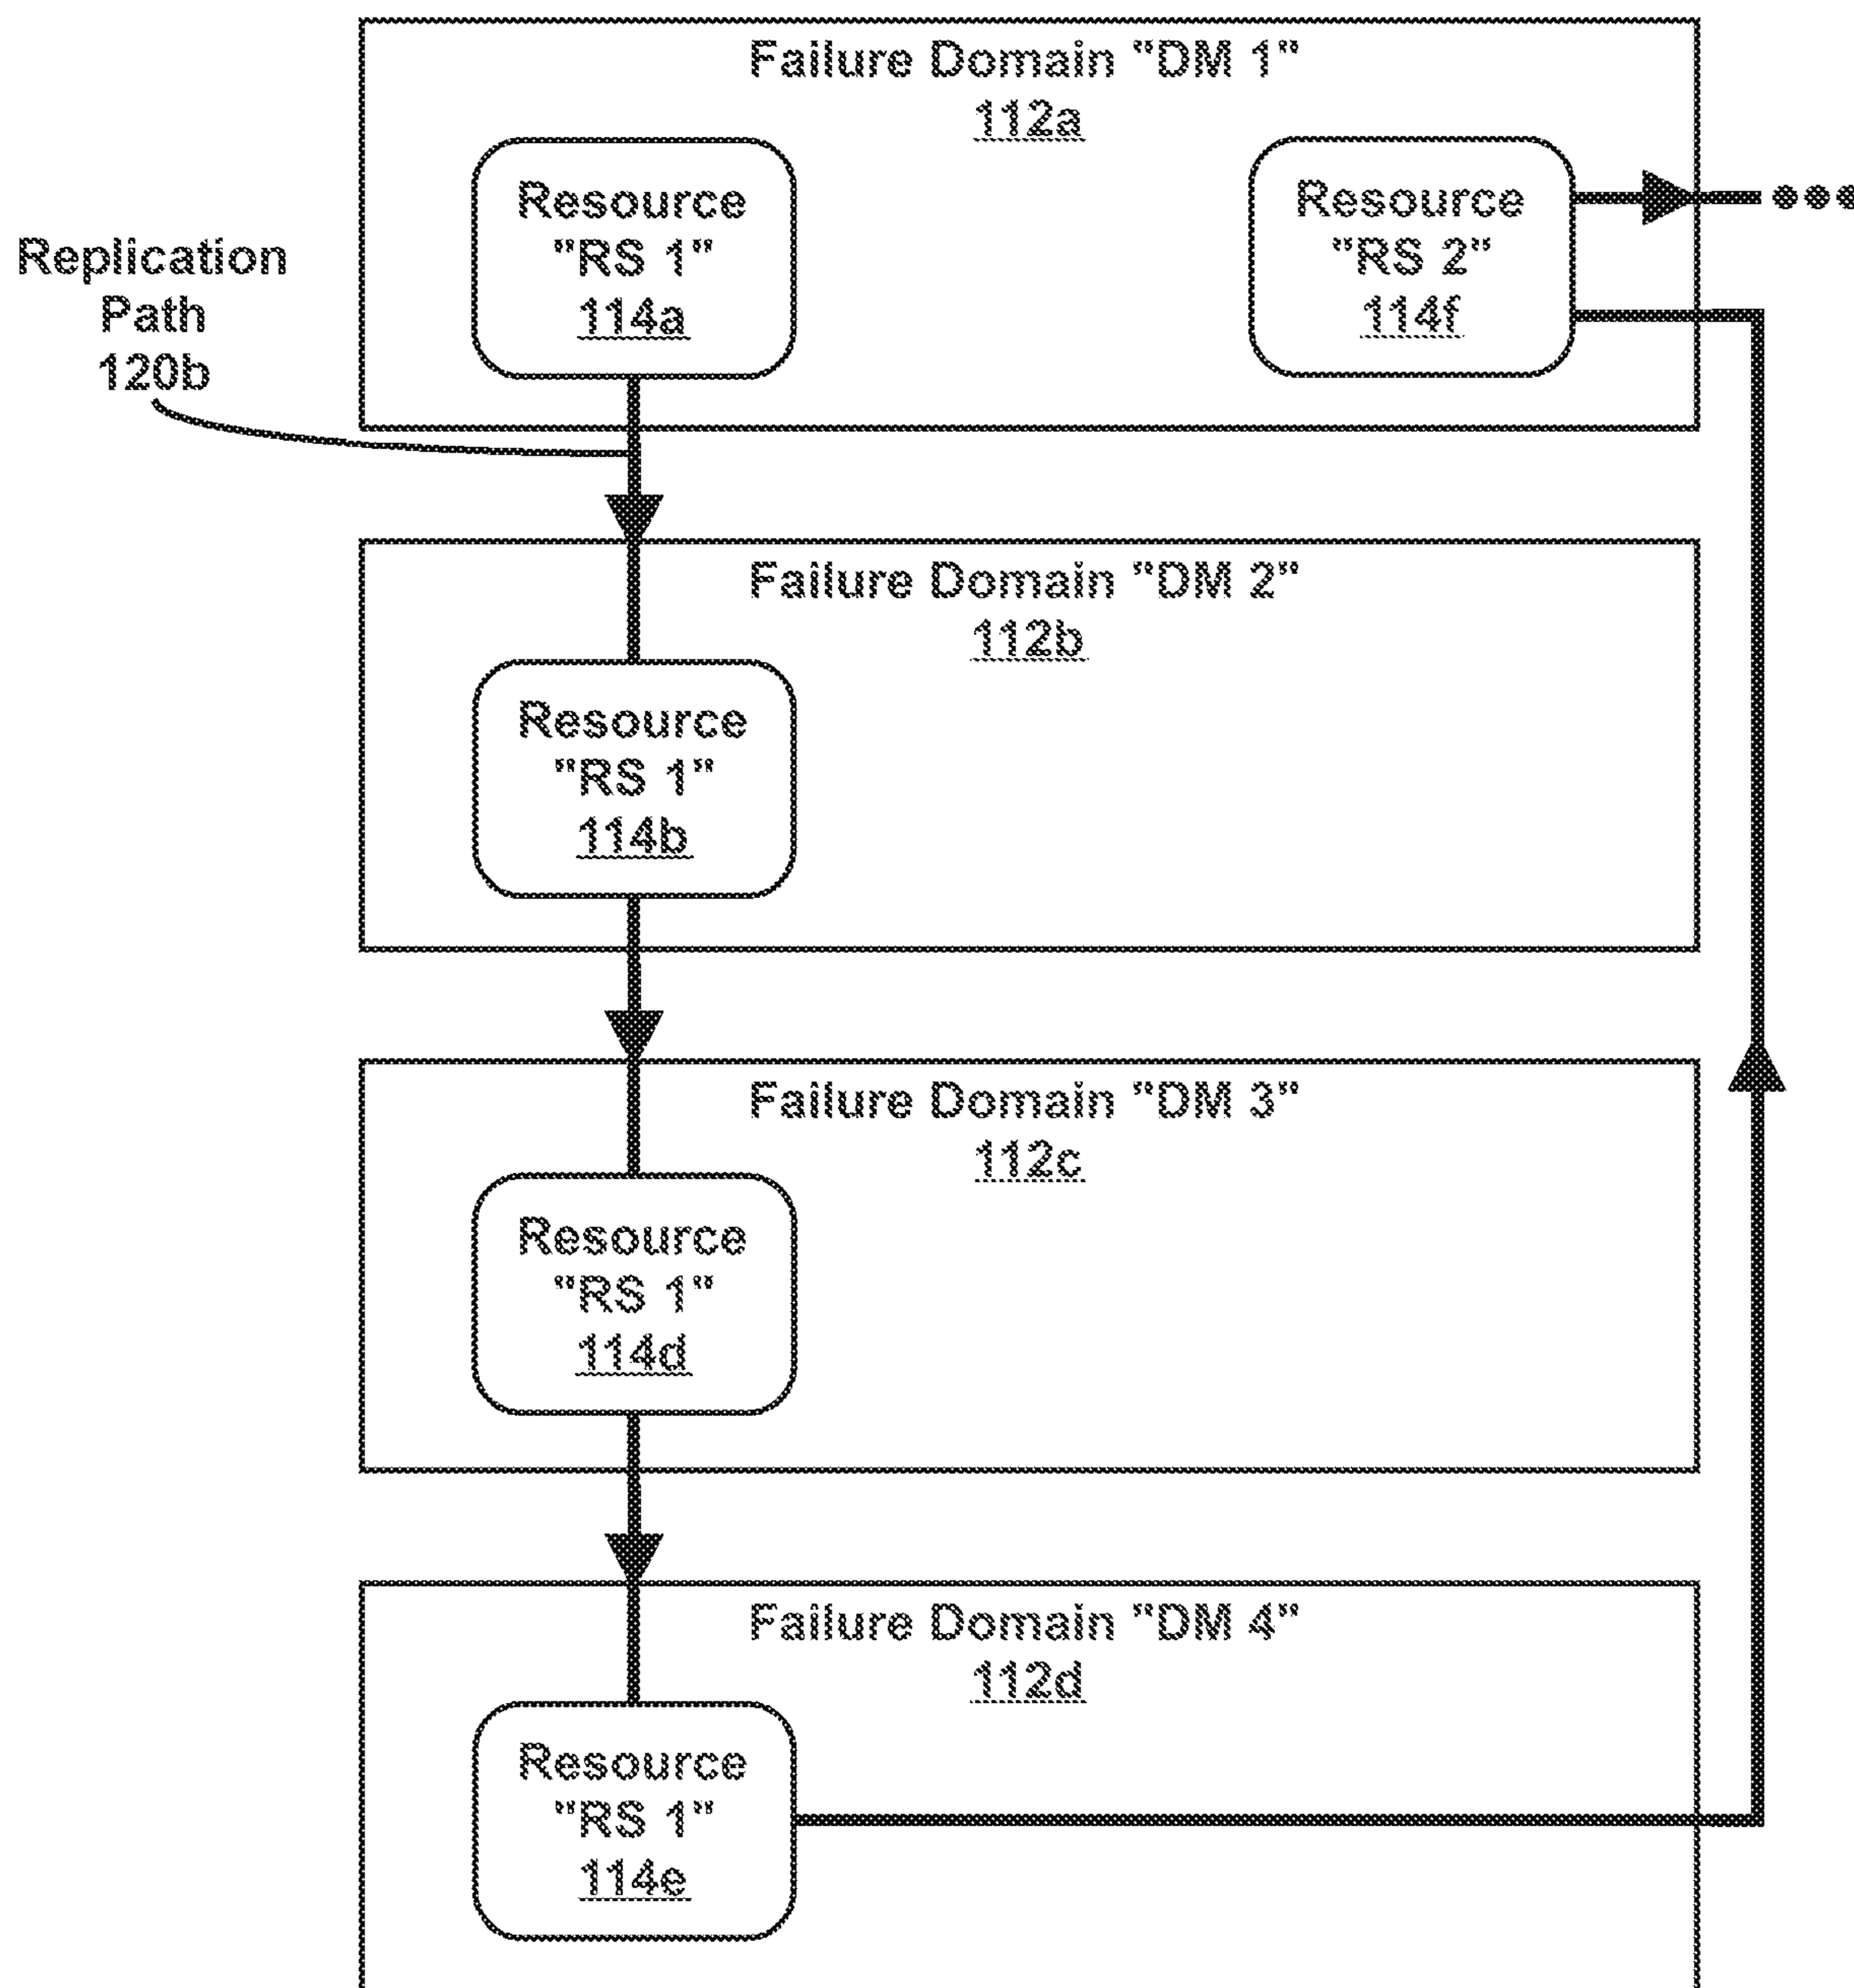 Failure Domain "DM 1"
112a
Resource
"RS 1"
114a
Resource
"RS 2"
114f
Replication
Path
120b
Failure Domain "DM 2"
112b
Resource
"RS 1"
114b
Failure Domain "DM 3"
112c
Resource
"RS 1"
114d
Failure Domain "DM 4"
112d
Resource
"RS 1"
114e